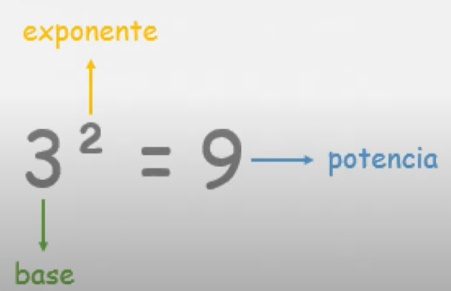 exponente
3² = 9 → potencia
base